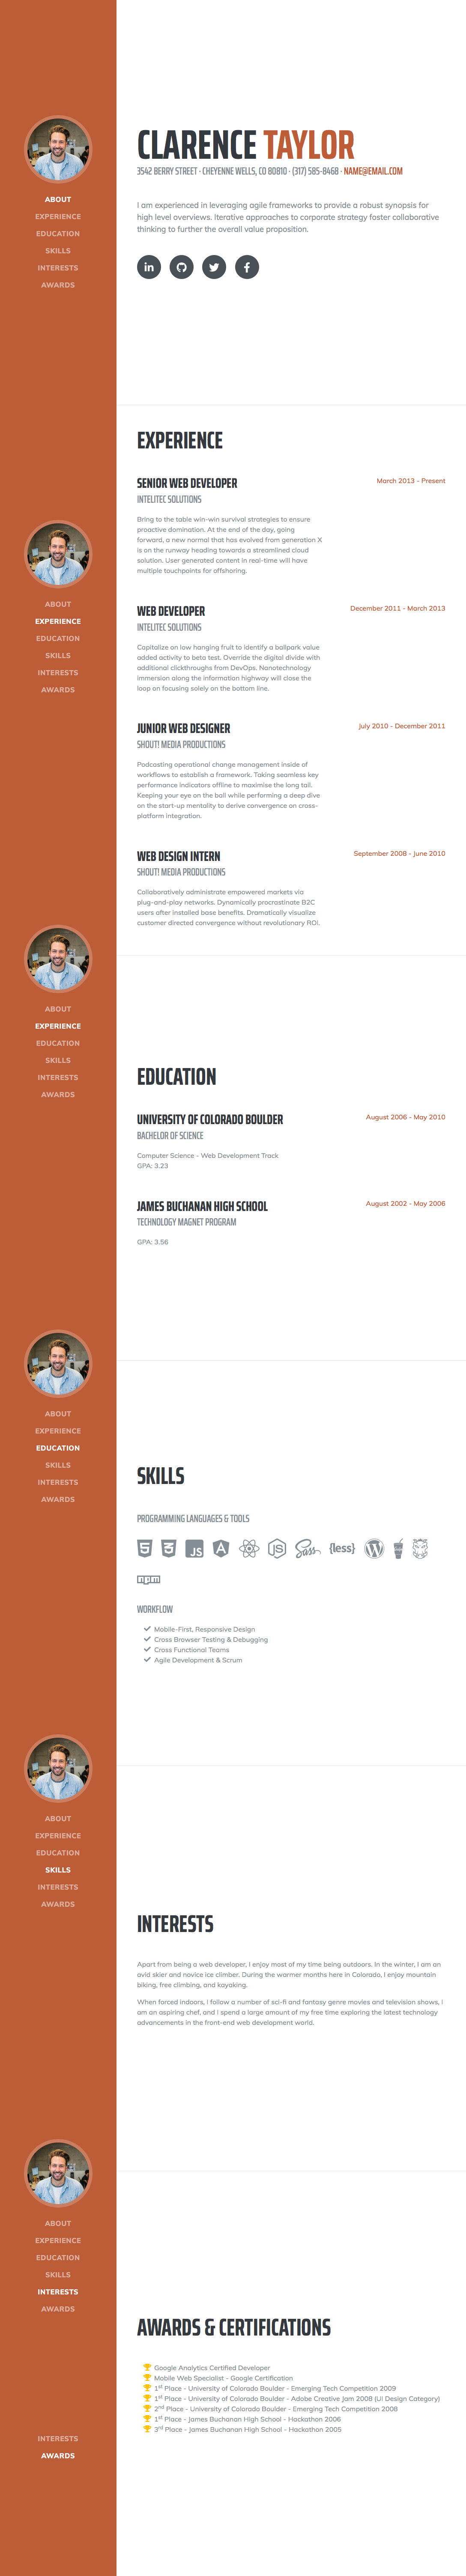 CLARENCE TAYLOR
3542 BERRY STREET · CHEYENNE WELLS, CO 80810 · (317) 585-8468 · NAME@EMAIL.COM
I am experienced in leveraging agile frameworks to provide a robust synopsis for
high level overviews. Iterative approaches to corporate strategy foster collaborative
thinking to further the overall value proposition.
ABOUT
EXPERIENCE
EDUCATION
SKILLS
INTERESTS
AWARDS
EXPERIENCE
SENIOR WEB DEVELOPER
March 2013 - Present
INTELITEC SOLUTIONS
Bring to the table win-win survival strategies to ensure
proactive domination. At the end of the day, going
forward, a new normal that has evolved from generation X
is on the runway heading towards a streamlined cloud
solution. User generated content in real-time will have
multiple touchpoints for offshoring.
ABOUT
EXPERIENCE
EDUCATION
SKILLS
INTERESTS
AWARDS
WEB DEVELOPER
December 2011 - March 2013
INTELITEC SOLUTIONS
Capitalize on low hanging fruit to identify a ballpark value
added activity to beta test. Override the digital divide with
additional clickthroughs from DevOps. Nanotechnology
immersion along the information highway will close the
loop on focusing solely on the bottom line.
JUNIOR WEB DESIGNER
July 2010 - December 2011
SHOUT! MEDIA PRODUCTIONS
Podcasting operational change management inside of
workflows to establish a framework. Taking seamless key
performance indicators offline to maximise the long tail.
Keeping your eye on the ball while performing a deep dive
on the start-up mentality to derive convergence on cross-
platform integration.
WEB DESIGN INTERN
September 2008 - June 2010
SHOUT! MEDIA PRODUCTIONS
Collaboratively administrate empowered markets via
plug-and-play networks. Dynamically procrastinate B2C
users after installed base benefits. Dramatically visualize
customer directed convergence without revolutionary ROI.
ABOUT
EXPERIENCE
EDUCATION
SKILLS
INTERESTS
AWARDS
EDUCATION
UNIVERSITY OF COLORADO BOULDER
August 2006 - May 2010
BACHELOR OF SCIENCE
Computer Science - Web Development Track
GPA: 3.23
JAMES BUCHANAN HIGH SCHOOL
August 2002 - May 2006
TECHNOLOGY MAGNET PROGRAM
GPA: 3.56
ABOUT
EXPERIENCE
EDUCATION
SKILLS
INTERESTS
AWARDS
SKILLS
PROGRAMMING LANGUAGES & TOOLS
5 3 JS A JS Sass {less} W
npm
WORKFLOW
Mobile-First, Responsive Design
Cross Browser Testing & Debugging
Cross Functional Teams
Agile Development & Scrum
ABOUT
EXPERIENCE
EDUCATION
SKILLS
INTERESTS
AWARDS
INTERESTS
Apart from being a web developer, I enjoy most of my time being outdoors. In the winter, I am an
avid skier and novice ice climber. During the warmer months here in Colorado, I enjoy mountain
biking, free climbing, and kayaking.
When forced indoors, I follow a number of sci-fi and fantasy genre movies and television shows, I
am an aspiring chef, and I spend a large amount of my free time exploring the latest technology
advancements in the front-end web development world.
ABOUT
EXPERIENCE
EDUCATION
SKILLS
INTERESTS
AWARDS
AWARDS & CERTIFICATIONS
Google Analytics Certified Developer
Mobile Web Specialist - Google Certification
1st Place - University of Colorado Boulder - Emerging Tech Competition 2009
1st Place - University of Colorado Boulder - Adobe Creative Jam 2008 (UI Design Category)
2nd Place - University of Colorado Boulder - Emerging Tech Competition 2008
1st Place - James Buchanan High School - Hackathon 2006
3rd Place - James Buchanan High School - Hackathon 2005
INTERESTS
AWARDS